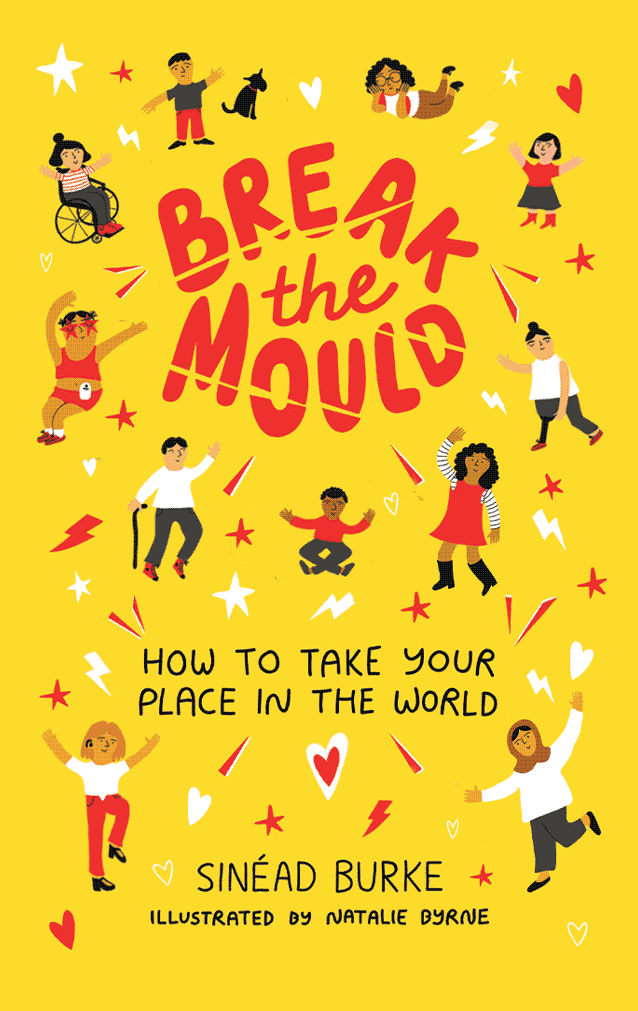 BREAK
the
MOULD
HOW TO TAKE YOUR
PLACE IN THE WORLD
SINÉAD BURKE
ILLUSTRATED BY NATALIE BYRNE